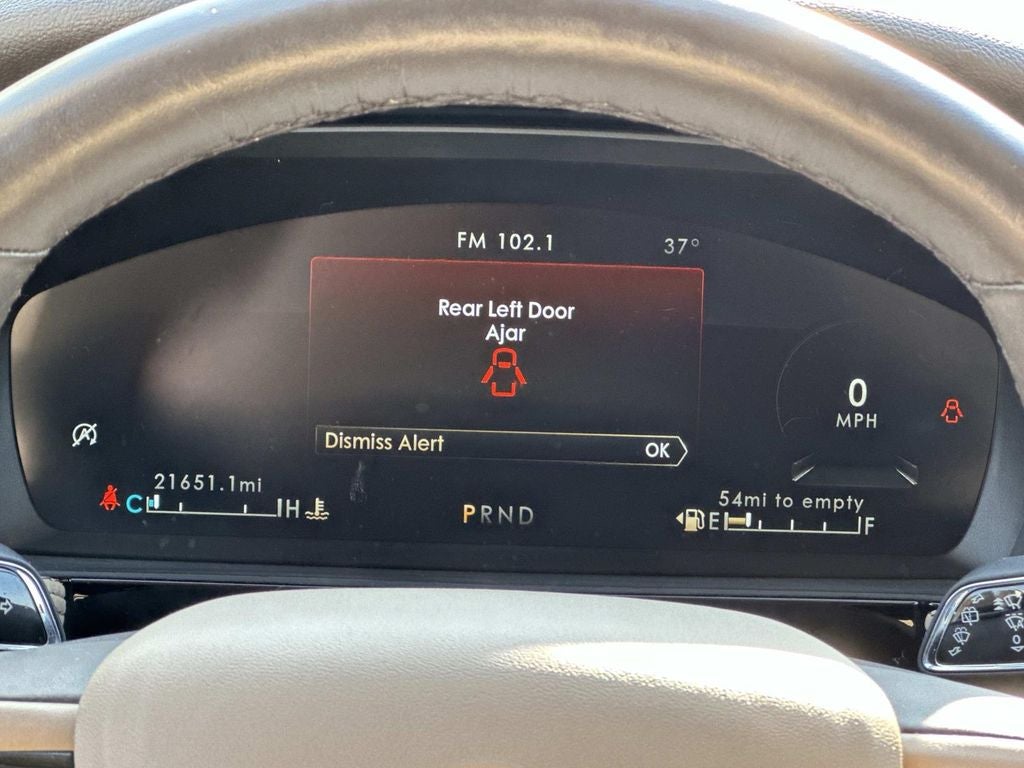 FM 102.1
37°
Rear Left Door
Ajar
Dismiss Alert
OK
0
MPH
21651.1mi
C H
PRND
54mi to empty
E F
0